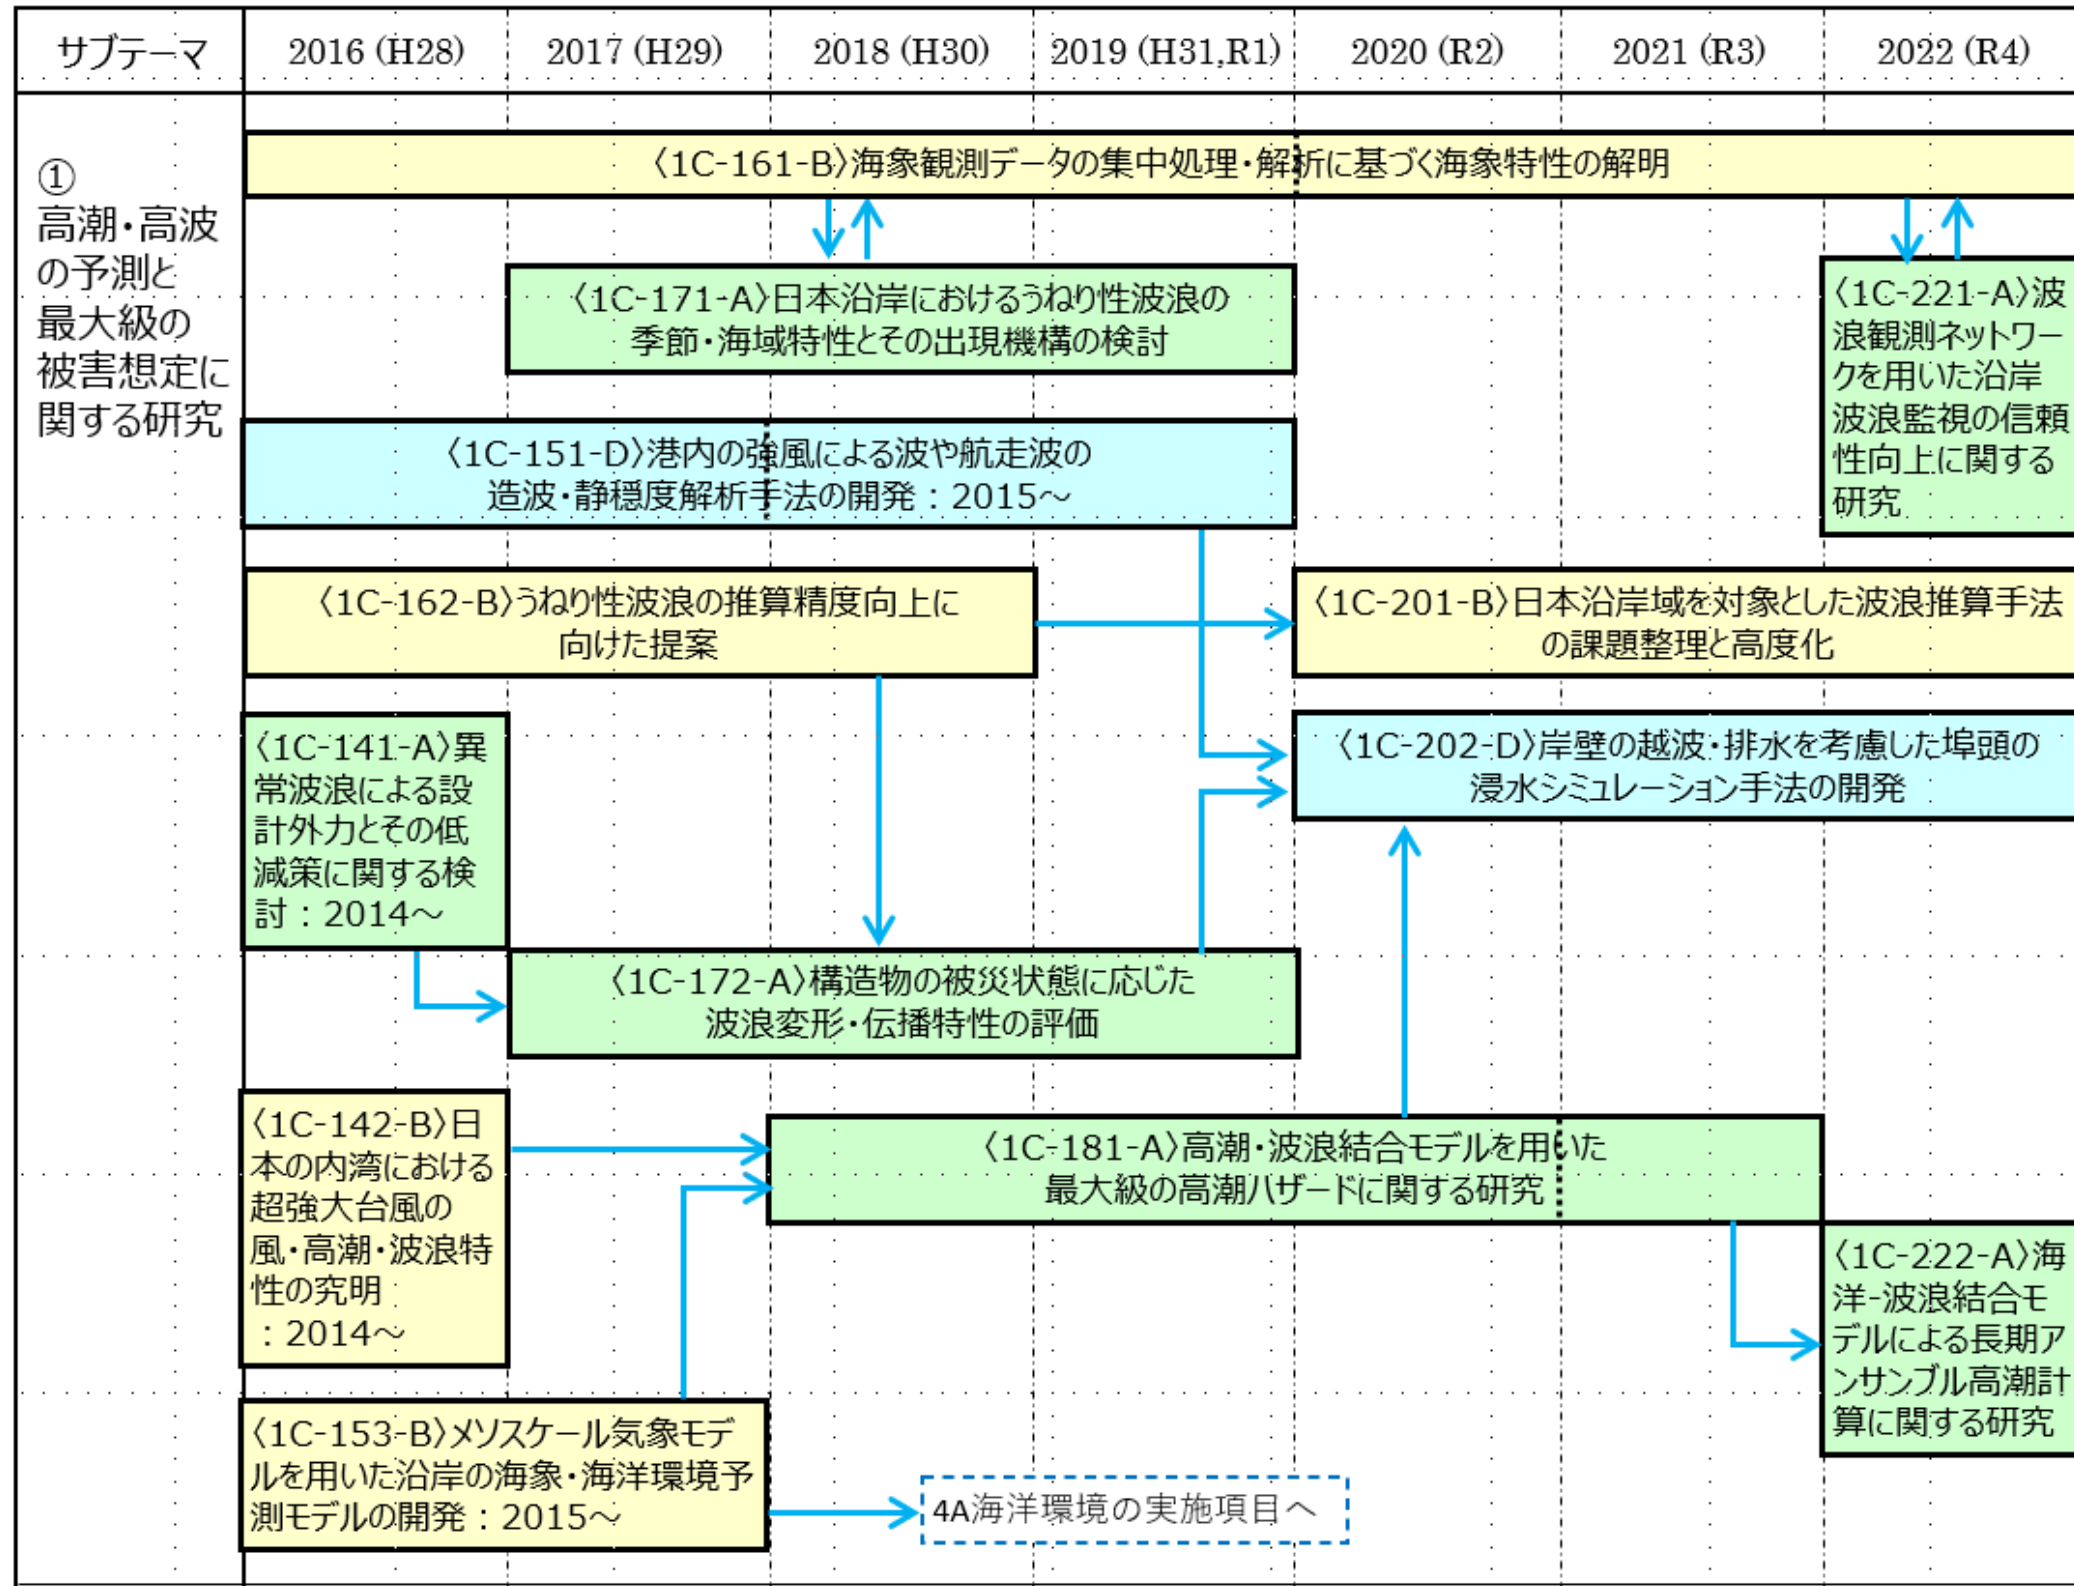 サブテーマ
2016 (H28)
2017 (H29)
2018 (H30)
2019 (H31,R1)
2020 (R2)
2021 (R3)
2022 (R4)
①
高潮・高波
の予測と
最大級の
被害想定に
関する研究
〈1C-161-B〉海象観測データの集中処理・解析に基づく海象特性の解明
〈1C-171-A〉日本沿岸におけるうねり性波浪の
季節・海域特性とその出現機構の検討
〈1C-221-A〉波
浪観測ネットワー
クを用いた沿岸
波浪監視の信頼
性向上に関する
研究
〈1C-151-D〉港内の強風による波や航走波の
造波・静穏度解析手法の開発：2015～
〈1C-162-B〉うねり性波浪の推算精度向上に
向けた提案
〈1C-201-B〉日本沿岸域を対象とした波浪推算手法
の課題整理と高度化
〈1C-141-A〉異
常波浪による設
計外力とその低
減策に関する検
討：2014～
〈1C-202-D〉岸壁の越波・排水を考慮した埠頭の
浸水シミュレーション手法の開発
〈1C-172-A〉構造物の被災状態に応じた
波浪変形・伝播特性の評価
〈1C-142-B〉日
本の内湾における
超強大台風の
風・高潮・波浪特
性の究明
：2014～
〈1C-181-A〉高潮・波浪結合モデルを用いた
最大級の高潮ハザードに関する研究
〈1C-222-A〉海
洋-波浪結合モ
デルによる長期ア
ンサンブル高潮計
算に関する研究
〈1C-153-B〉メソスケール気象モデ
ルを用いた沿岸の海象・海洋環境予
測モデルの開発：2015～
4A海洋環境の実施項目へ